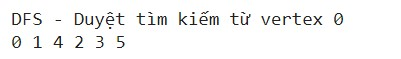 DFS - Duyệt tìm kiếm từ vertex 0
0 1 4 2 3 5